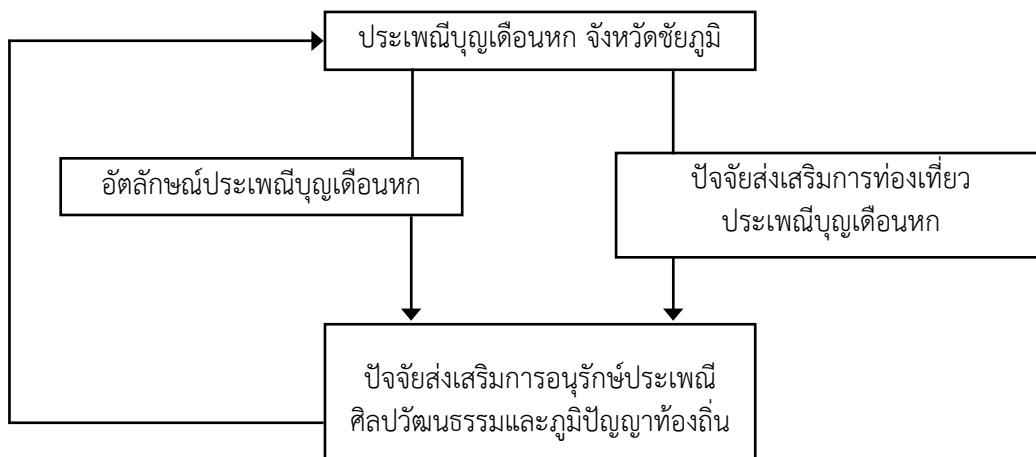 ประเพณีบุญเดือนหก จังหวัดชัยภูมิ
อัตลักษณ์ประเพณีบุญเดือนหก
ปัจจัยส่งเสริมการท่องเที่ยว
ประเพณีบุญเดือนหก
ปัจจัยส่งเสริมการอนุรักษ์ประเพณี
ศิลปวัฒนธรรมและภูมิปัญญาท้องถิ่น